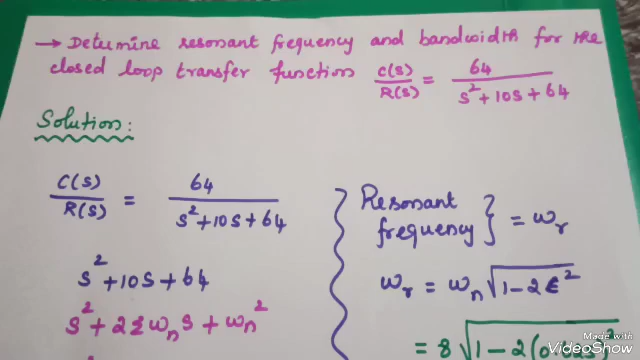 → Determine resonant frequency and bandwidth for the
closed loop transfer function C(s)/R(s) = 64/(s²+10s+64)
Solution:
C(s)/R(s) = 64/(s²+10s+64)
s²+10s+64
s²+2ξωₙs+ωₙ²
Resonant
frequency } = ωᵣ
ωᵣ = ωₙ√(1-2ξ²)
= 8√(1-2(
Made with
VideoShow